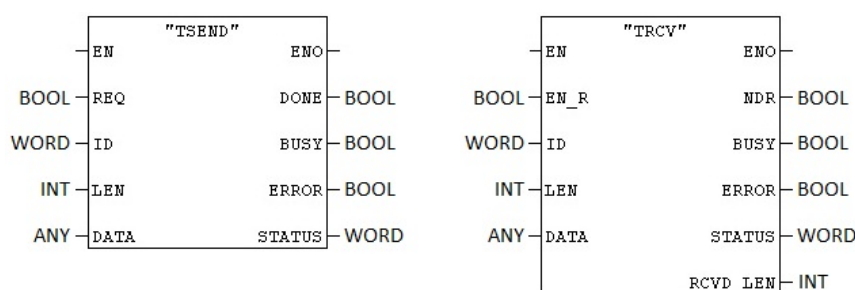 "TSEND"
EN ENO
BOOL REQ DONE BOOL
WORD ID BUSY BOOL
INT LEN ERROR BOOL
ANY DATA STATUS WORD
"TRCV"
EN ENO
BOOL EN_R NDR BOOL
WORD ID BUSY BOOL
INT LEN ERROR BOOL
ANY DATA STATUS WORD
RCVD_LEN INT